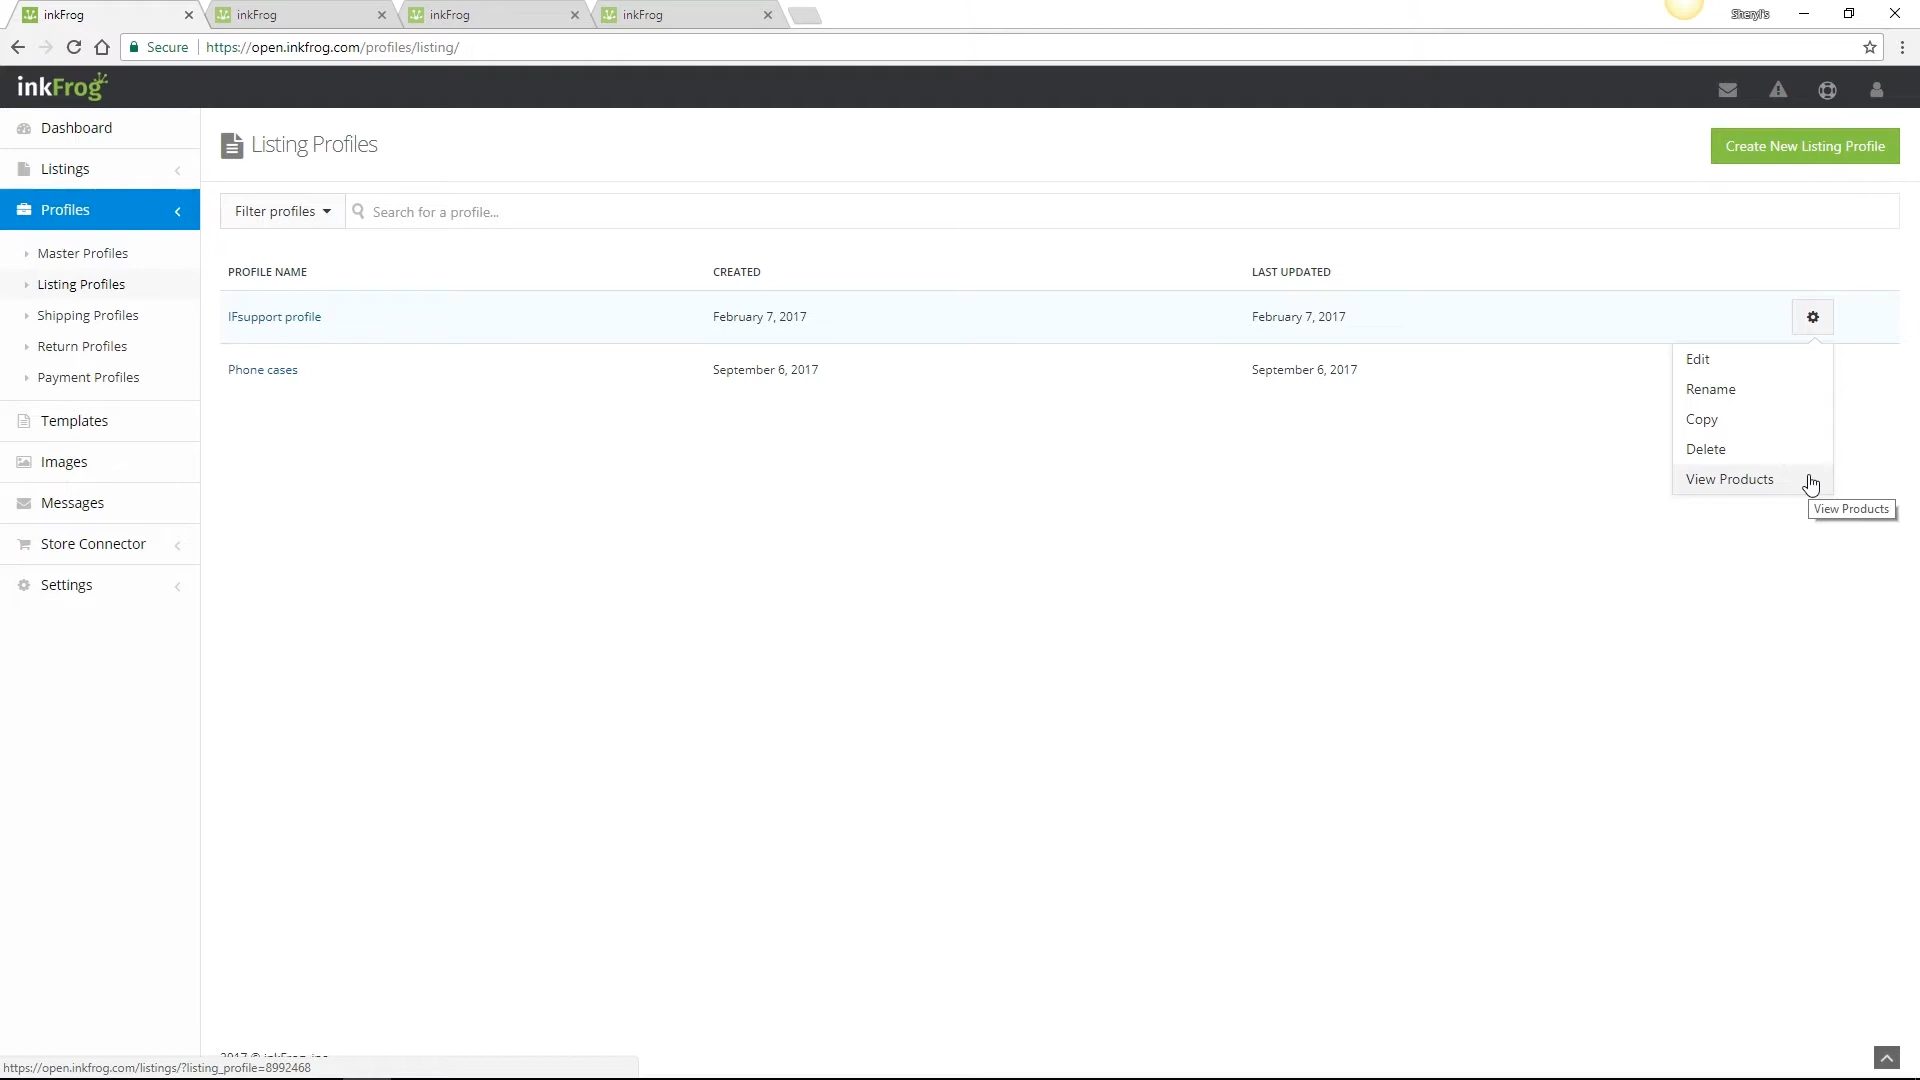 inkFrog
inkFrog
inkFrog
inkFrog
Sheryl's
Secure
https://open.inkfrog.com/profiles/listing/
inkFrog
Dashboard
Listings
Profiles
Master Profiles
Listing Profiles
Shipping Profiles
Return Profiles
Payment Profiles
Templates
Images
Messages
Store Connector
Settings
Listing Profiles
Create New Listing Profile
Filter profiles
Search for a profile...
PROFILE NAME CREATED LAST UPDATED
IFsupport profile February 7, 2017 February 7, 2017
Phone cases September 6, 2017 September 6, 2017
Edit
Rename
Copy
Delete
View Products
View Products
2017 © inkFrog, inc
https://open.inkfrog.com/listings/?listing_profile=8992468